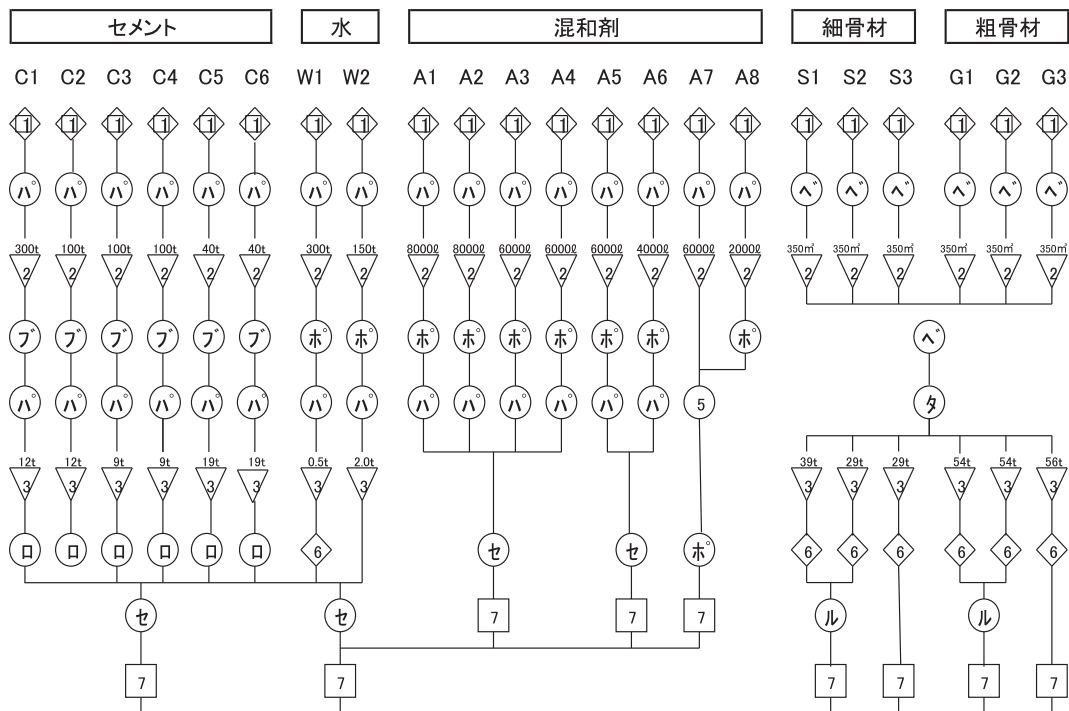 セメント 水 混和剤 細骨材 粗骨材
C1 C2 C3 C4 C5 C6 W1 W2 A1 A2 A3 A4 A5 A6 A7 A8 S1 S2 S3 G1 G2 G3
1 1 1 1 1 1 1 1 1 1 1 1 1 1 1 1 1 1 1 1 1 1
パ パ パ パ パ パ パ パ パ パ パ パ パ パ パ パ ベ ベ ベ ベ ベ ベ
300t 100t 100t 100t 40t 40t 300t 150t 8000ℓ 8000ℓ 6000ℓ 6000ℓ 6000ℓ 4000ℓ 6000ℓ 2000ℓ 350㎥ 350㎥ 350㎥ 350㎥ 350㎥ 350㎥
2 2 2 2 2 2 2 2 2 2 2 2 2 2 2 2 2 2 2 2 2 2
ブ ブ ブ ブ ブ ブ ポ ポ ポ ポ ポ ポ ポ ポ ポ ベ
パ パ パ パ パ パ パ パ パ パ パ パ パ パ 5 タ
12t 12t 9t 9t 19t 19t 0.5t 2.0t 39t 29t 29t 54t 54t 56t
3 3 3 3 3 3 3 3 3 3 3 3 3 3
ロ ロ ロ ロ ロ ロ 6 セ セ ポ 6 6 6 6 6 6
セ セ 7 7 7 ル ル
7 7 7 7 7 7